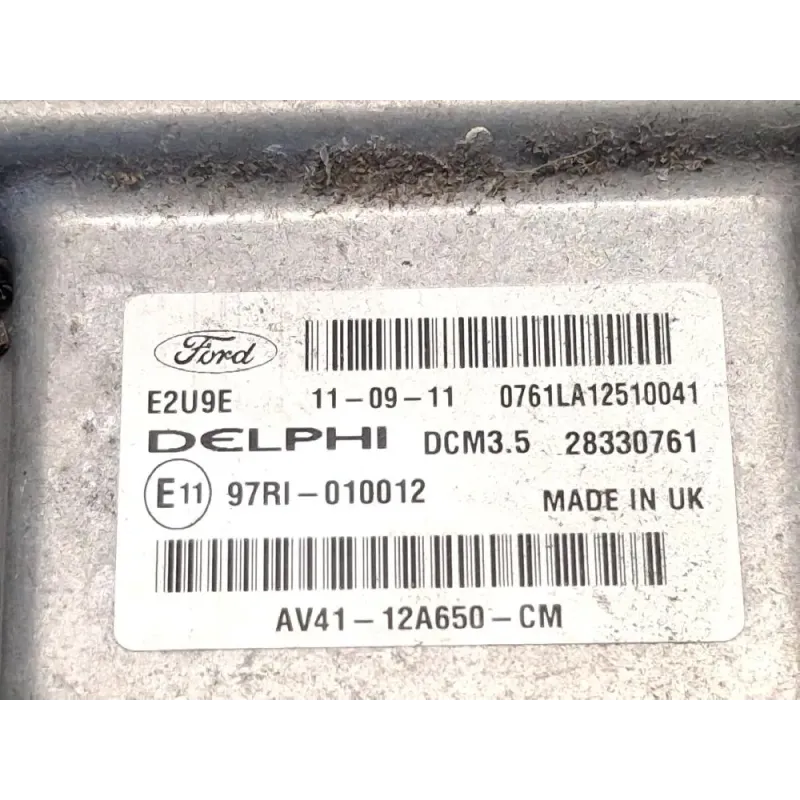 Ford
E2U9E 11-09-11 0761LA12510041
DELPHI DCM3.5 28330761
E11 97RI-010012 MADE IN UK
AV41-12A650-CM